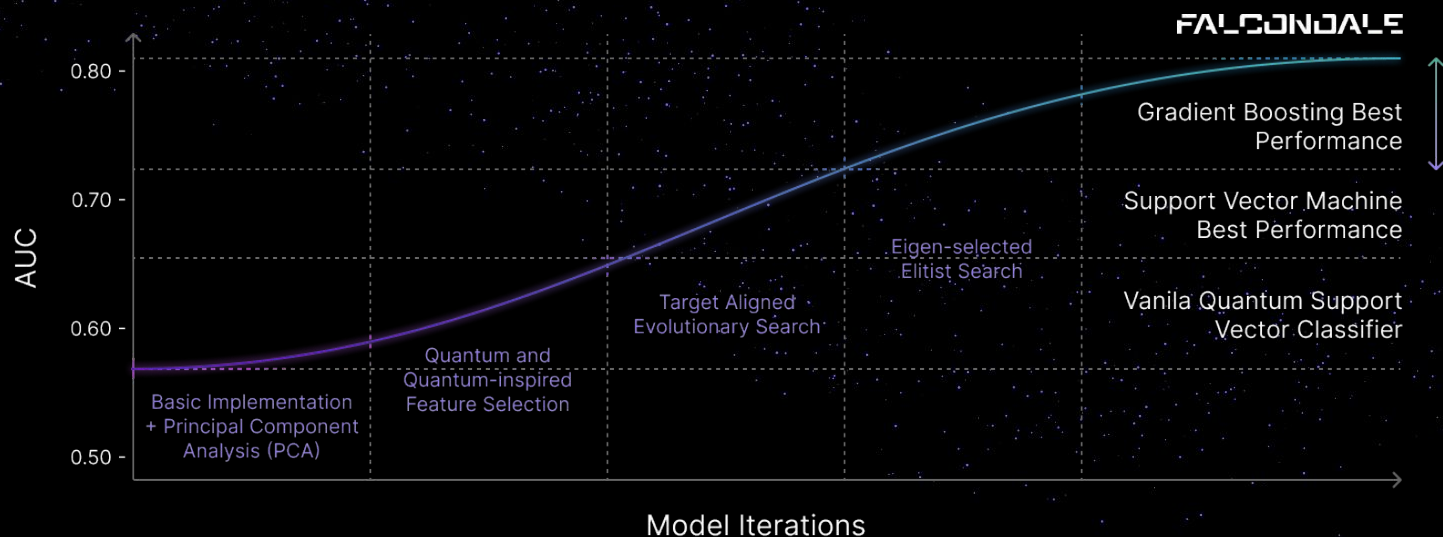 FALCONDALE
0.80
0.70
0.60
0.50
AUC
Gradient Boosting Best
Performance
Support Vector Machine
Best Performance
Vanila Quantum Support
Vector Classifier
Eigen-selected
Elitist Search
Target Aligned
Evolutionary Search
Quantum and
Quantum-inspired
Feature Selection
Basic Implementation
+ Principal Component
Analysis (PCA)
Model Iterations